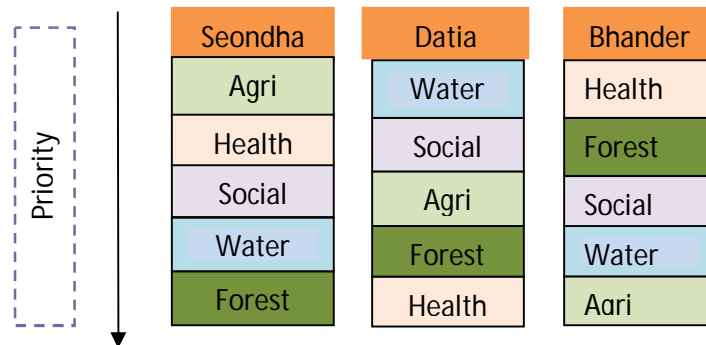 Priority
Seondha
Agri
Health
Social
Water
Forest
Datia
Water
Social
Agri
Forest
Health
Bhander
Health
Forest
Social
Water
Agri